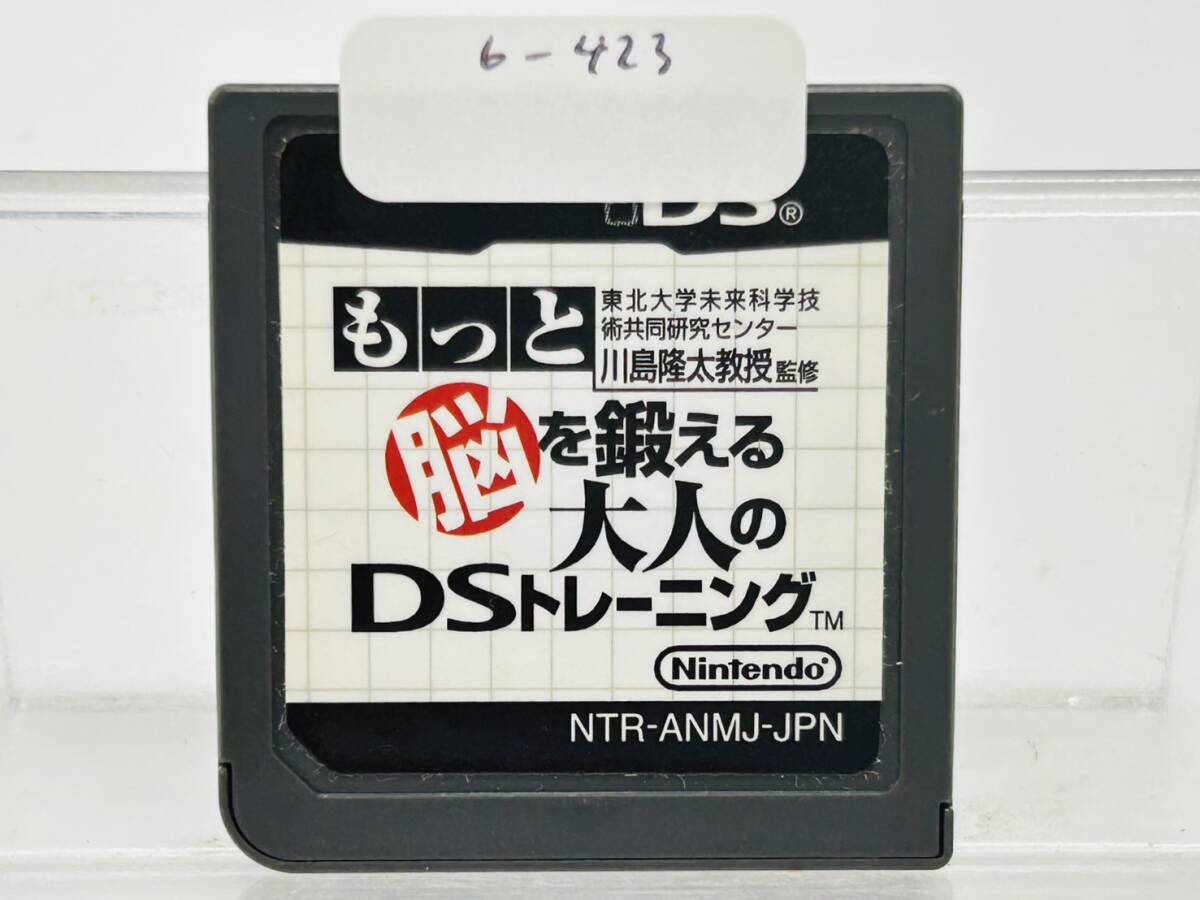 6-423
DS®
もっと
東北大学未来科学技
術共同研究センター
川島隆太教授監修
脳を鍛える
大人の
DSトレーニング™
Nintendo®
NTR-ANMJ-JPN